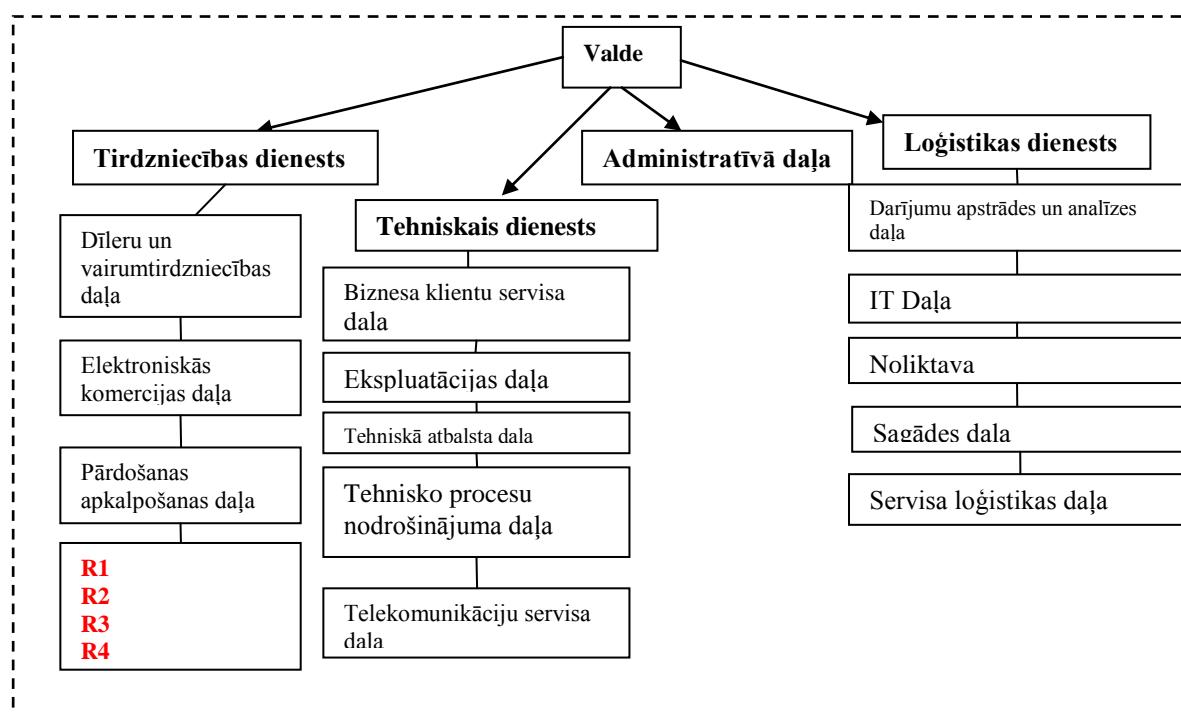 Valde
Tirdzniecības dienests
Dīleru un
vairumtirdzniecības
daļa
Elektroniskās
komercijas daļa
Pārdošanas
apkalpošanas daļa
R1
R2
R3
R4
Tehniskais dienests
Biznesa klientu servisa
daļa
Ekspluatācijas daļa
Tehniskā atbalsta daļa
Tehnisko procesu
nodrošinājuma daļa
Telekomunikāciju servisa
daļa
Administratīvā daļa
Loģistikas dienests
Darījumu apstrādes un analīzes
daļa
IT Daļa
Noliktava
Sagādes daļa
Servisa loģistikas daļa